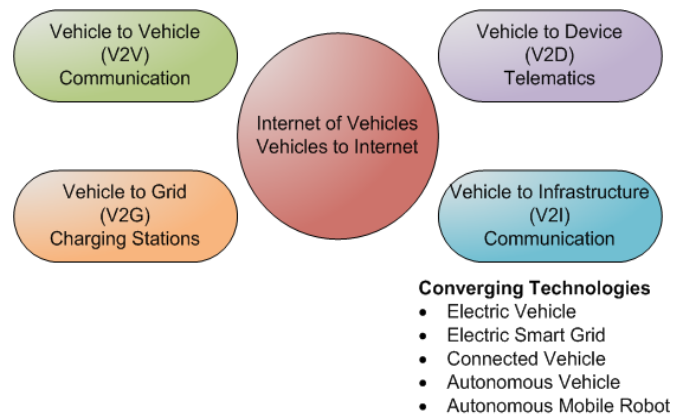 Vehicle to Vehicle
(V2V)
Communication
Vehicle to Device
(V2D)
Telematics
Internet of Vehicles
Vehicles to Internet
Vehicle to Grid
(V2G)
Charging Stations
Vehicle to Infrastructure
(V2I)
Communication
Converging Technologies
• Electric Vehicle
• Electric Smart Grid
• Connected Vehicle
• Autonomous Vehicle
• Autonomous Mobile Robot